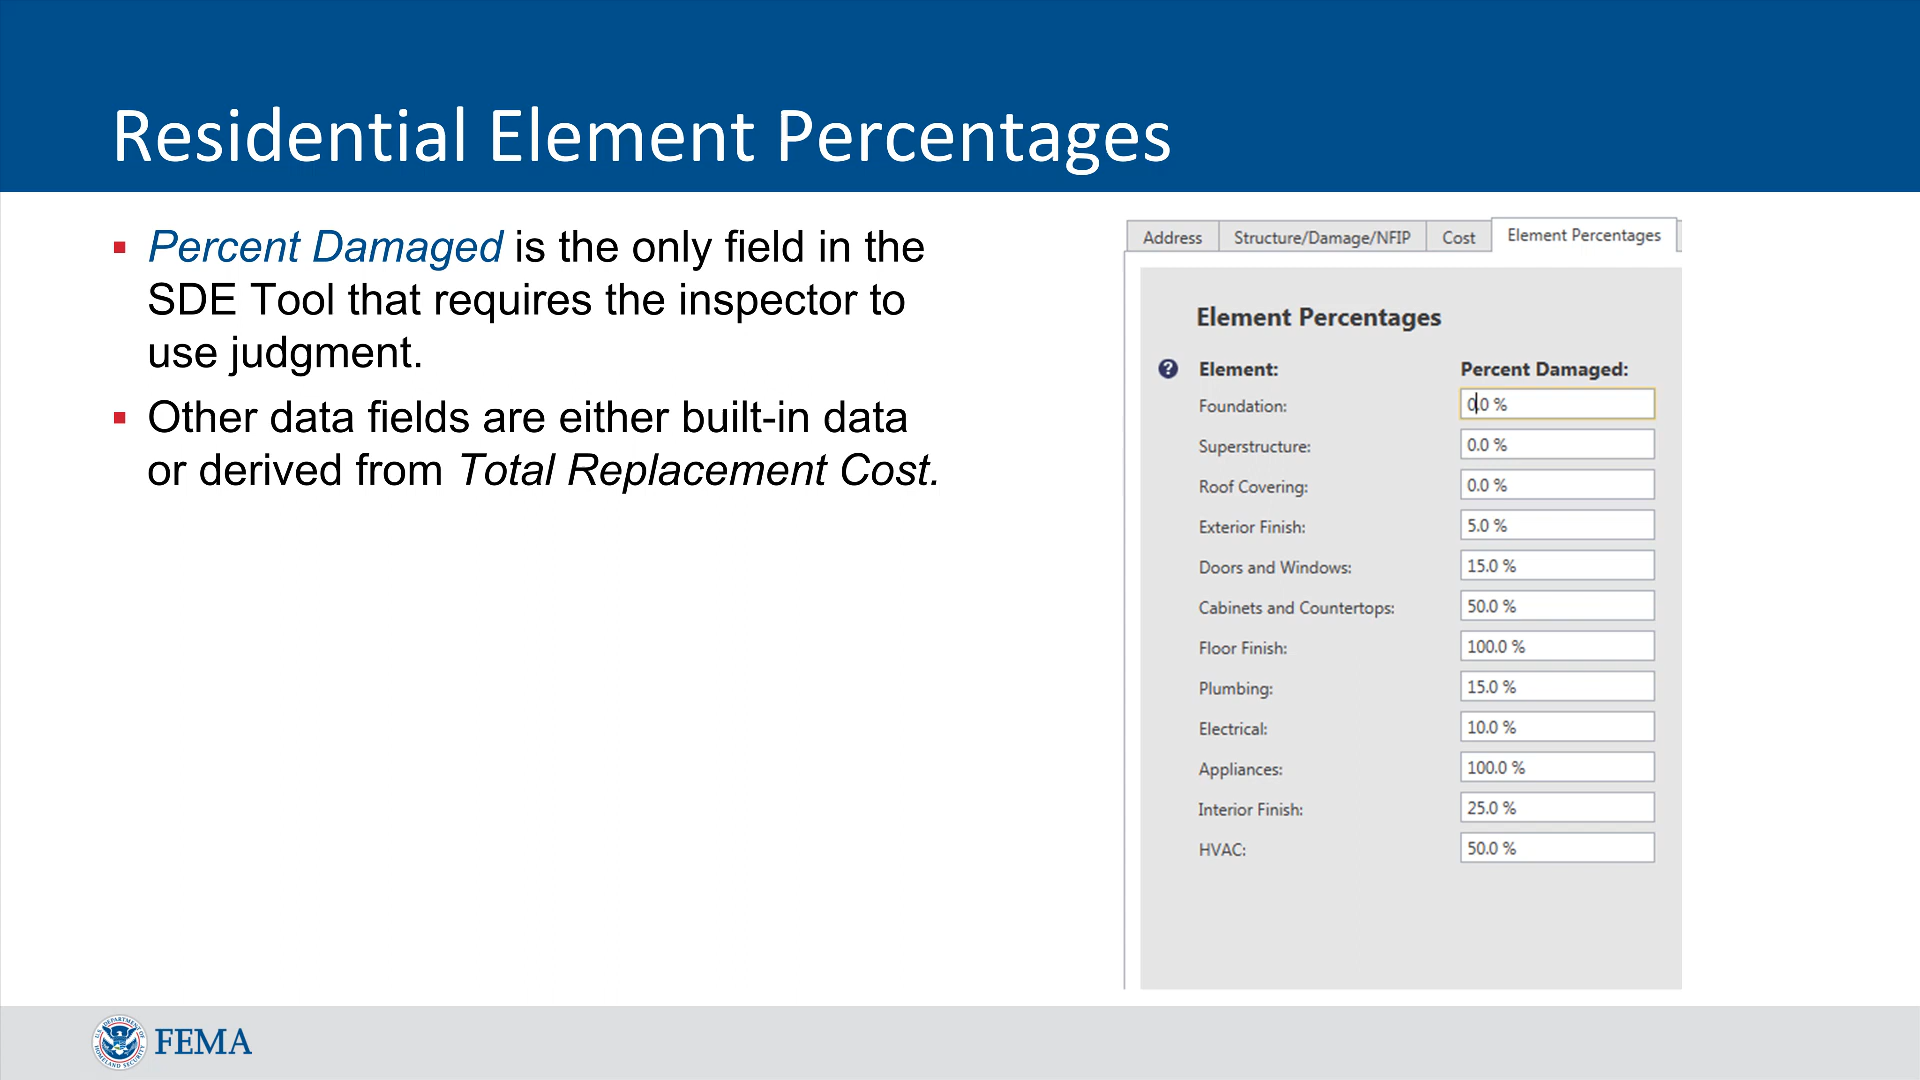 Residential Element Percentages
▪ Percent Damaged is the only field in the
SDE Tool that requires the inspector to
use judgment.
▪ Other data fields are either built-in data
or derived from Total Replacement Cost.
Address Structure/Damage/NFIP Cost Element Percentages
Element Percentages
? Element: Percent Damaged:
Foundation: 0.0 %
Superstructure: 0.0 %
Roof Covering: 0.0 %
Exterior Finish: 5.0 %
Doors and Windows: 15.0 %
Cabinets and Countertops: 50.0 %
Floor Finish: 100.0 %
Plumbing: 15.0 %
Electrical: 10.0 %
Appliances: 100.0 %
Interior Finish: 25.0 %
HVAC: 50.0 %
U.S. DEPARTMENT OF HOMELAND SECURITY
FEMA